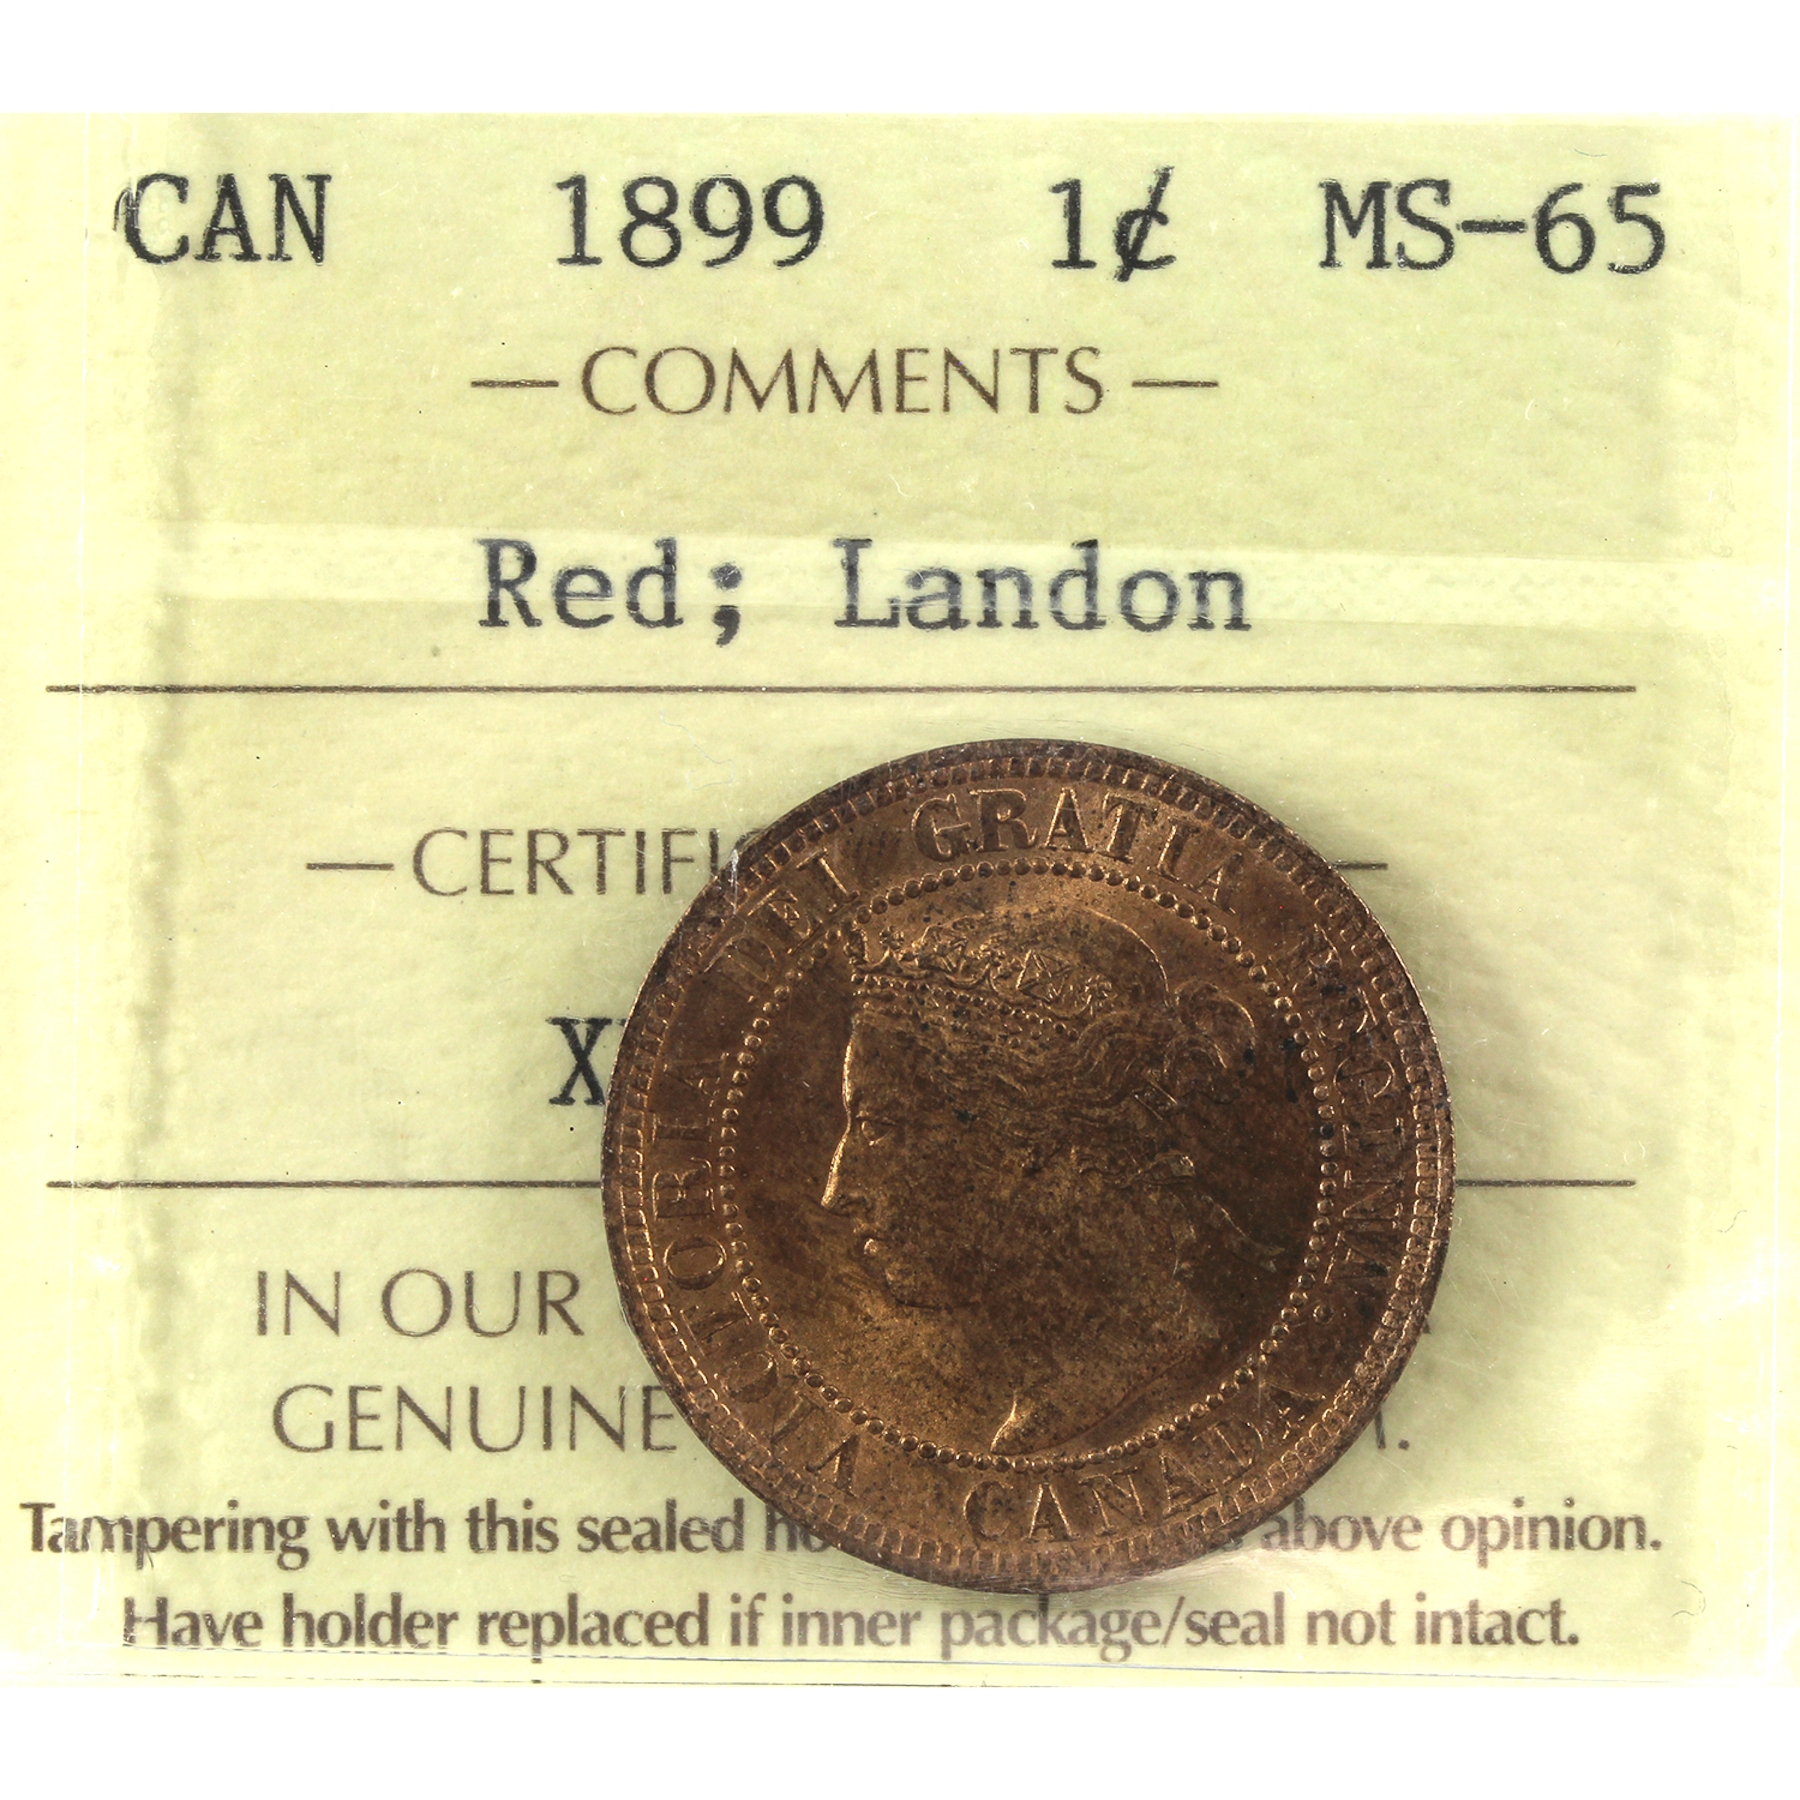 CAN 1899 1¢ MS-65
— COMMENTS —
Red; Landon
— CERTIFI —
X
IN OUR
GENUINE
Tampering with this sealed above opinion.
Have holder replaced if inner package/seal not intact.
VICTORIA DEI GRATIA REGINA.
CANADA